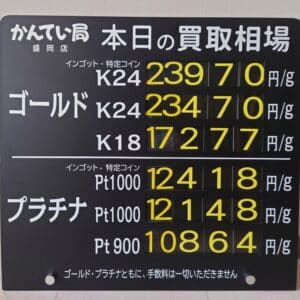 かんてい局
盛岡店
本日の買取相場
インゴット・特定コイン
K24 23970円/g
ゴールド K24 23470円/g
K18 17277円/g
インゴット・特定コイン
Pt1000 12418円/g
プラチナ Pt1000 12148円/g
Pt900 10864円/g
ゴールド・プラチナともに、手数料は一切いただきません